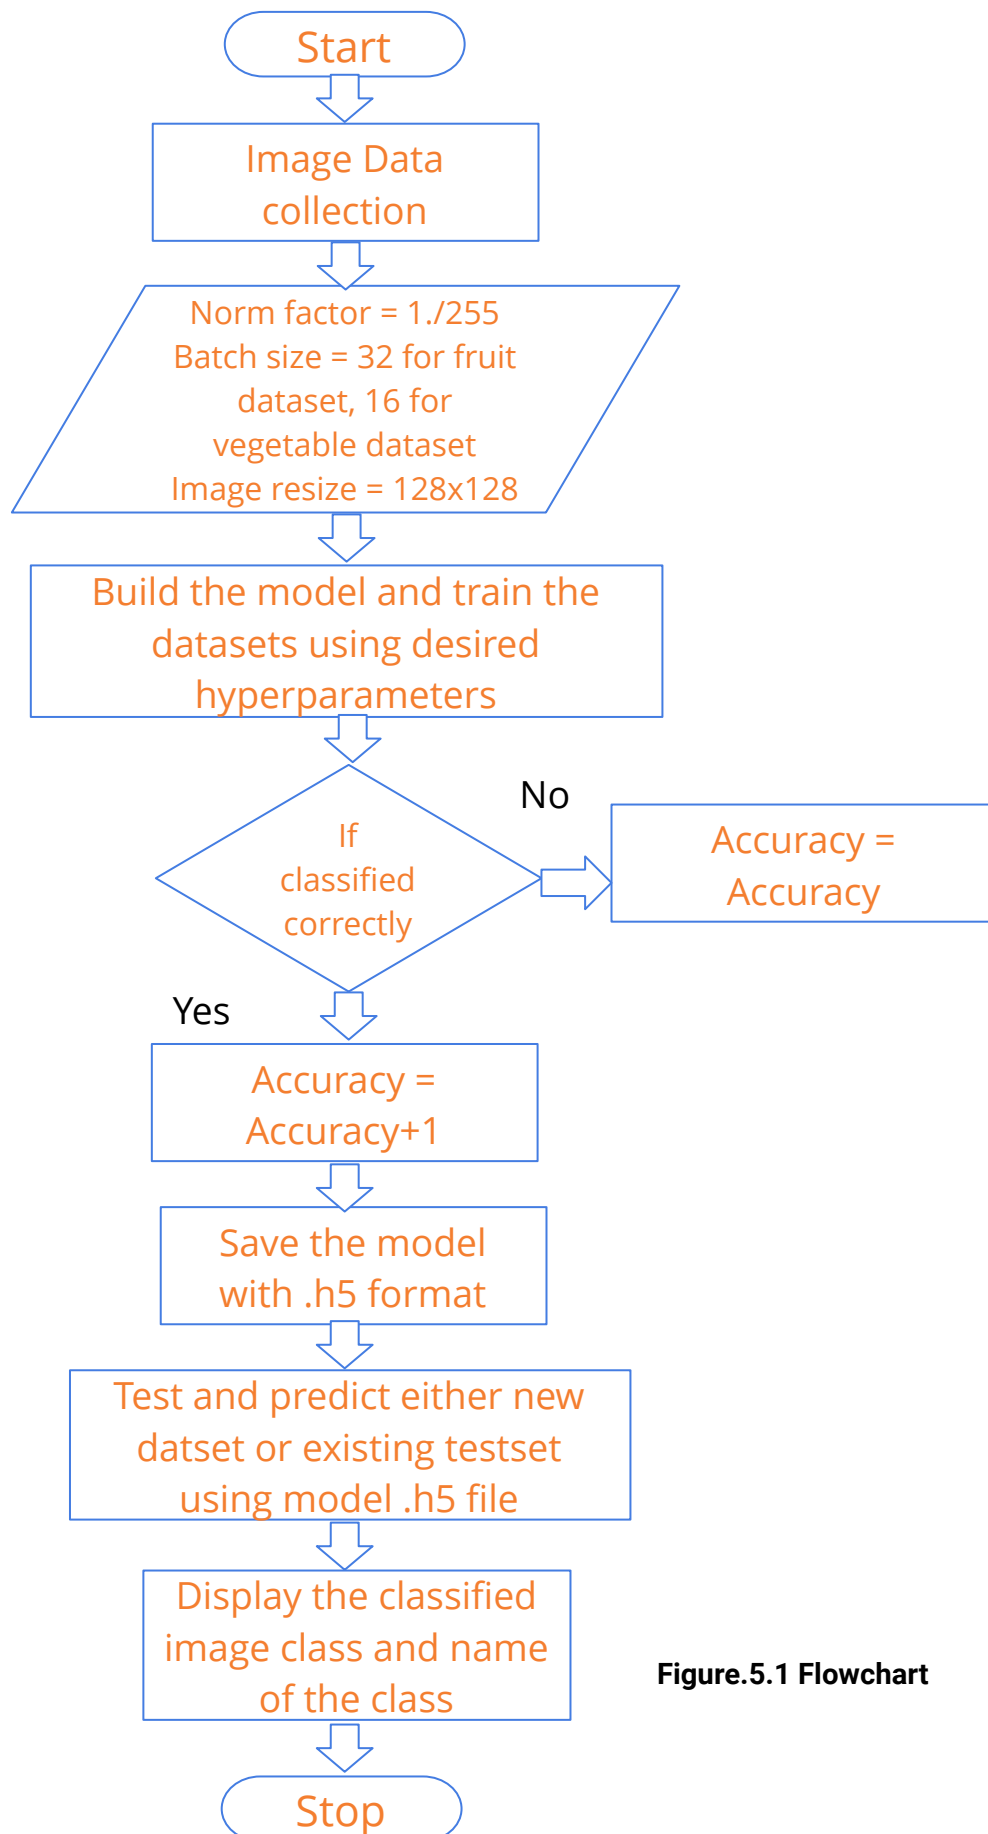 Start
Image Data
collection
Norm factor = 1./255
Batch size = 32 for fruit
dataset, 16 for
vegetable dataset
Image resize = 128x128
Build the model and train the
datasets using desired
hyperparameters
If
classified
correctly
No
Accuracy =
Accuracy
Yes
Accuracy =
Accuracy+1
Save the model
with .h5 format
Test and predict either new
datset or existing testset
using model .h5 file
Display the classified
image class and name
of the class
Figure.5.1 Flowchart
Stop